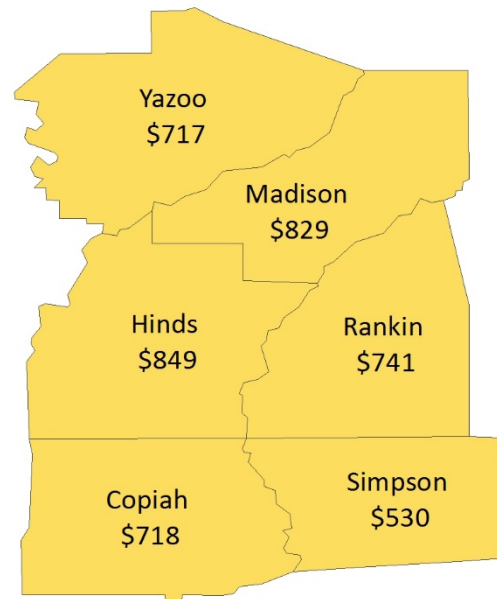 Yazoo
$717
Madison
$829
Hinds
$849
Rankin
$741
Copiah
$718
Simpson
$530